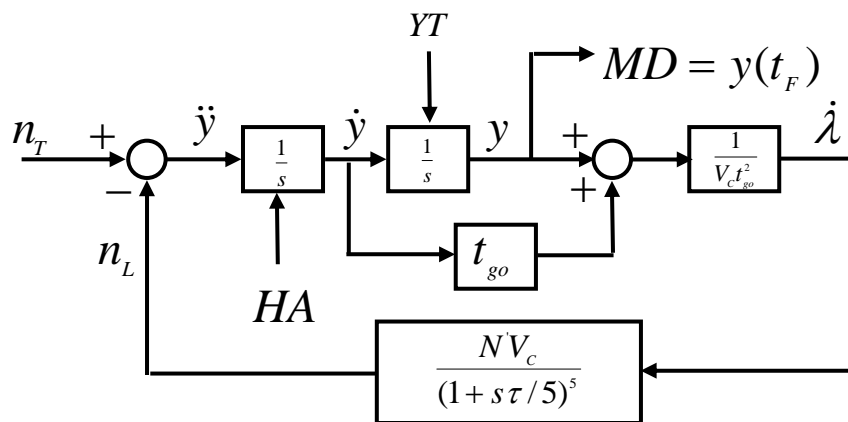 YT
MD = y(t_F)
n_T + ÿ 1/s ẏ 1/s y + 1/(V_C t_go^2) λ̇
− +
n_L t_go
HA
N'V_C
(1 + sτ/5)^5